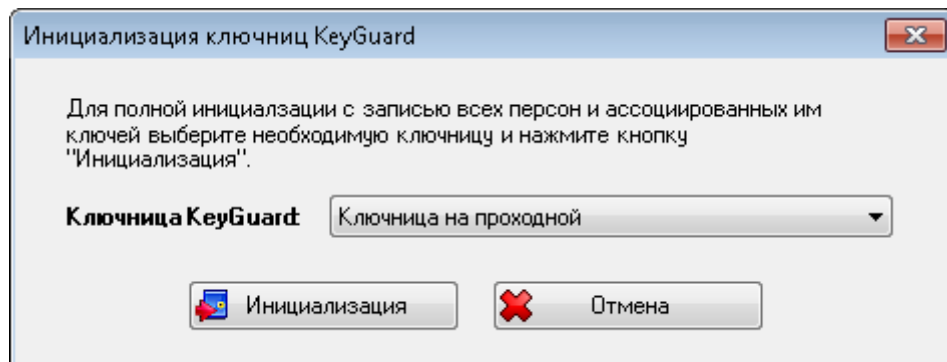 Инициализация ключниц KeyGuard
Для полной инициалзации с записью всех персон и ассоциированных им
ключей выберите необходимую ключницу и нажмите кнопку
"Инициализация".
Ключница KeyGuard: Ключница на проходной
Инициализация Отмена